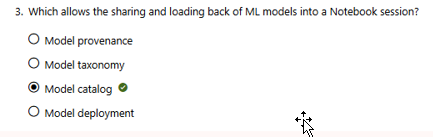 3. Which allows the sharing and loading back of ML models into a Notebook session?
Model provenance
Model taxonomy
Model catalog
Model deployment